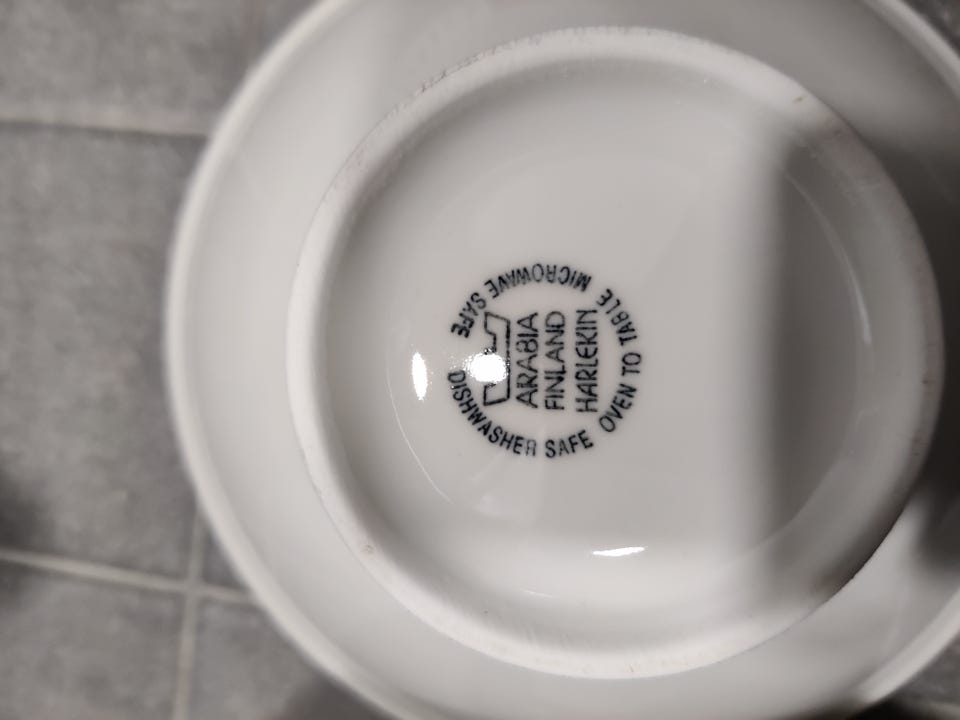 ARABIA
FINLAND
HARLEKIN
DISHWASHER SAFE OVEN TO TABLE MICROWAVE SAFE